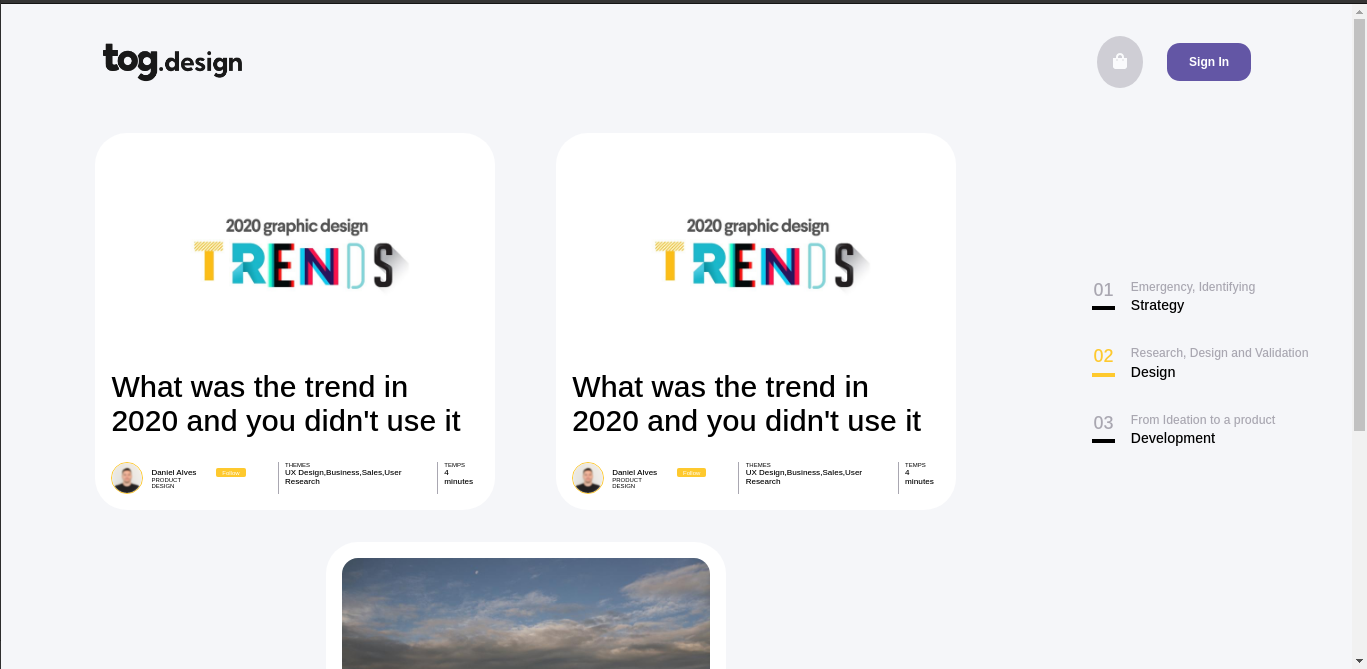 tog.design
Sign In
2020 graphic design
TRENDS
What was the trend in
2020 and you didn't use it
Daniel Alves
PRODUCT
DESIGN
Follow
THEMES
UX Design,Business,Sales,User
Research
TEMPS
4
minutes
2020 graphic design
TRENDS
What was the trend in
2020 and you didn't use it
Daniel Alves
PRODUCT
DESIGN
Follow
THEMES
UX Design,Business,Sales,User
Research
TEMPS
4
minutes
01
Emergency, Identifying
Strategy
02
Research, Design and Validation
Design
03
From Ideation to a product
Development